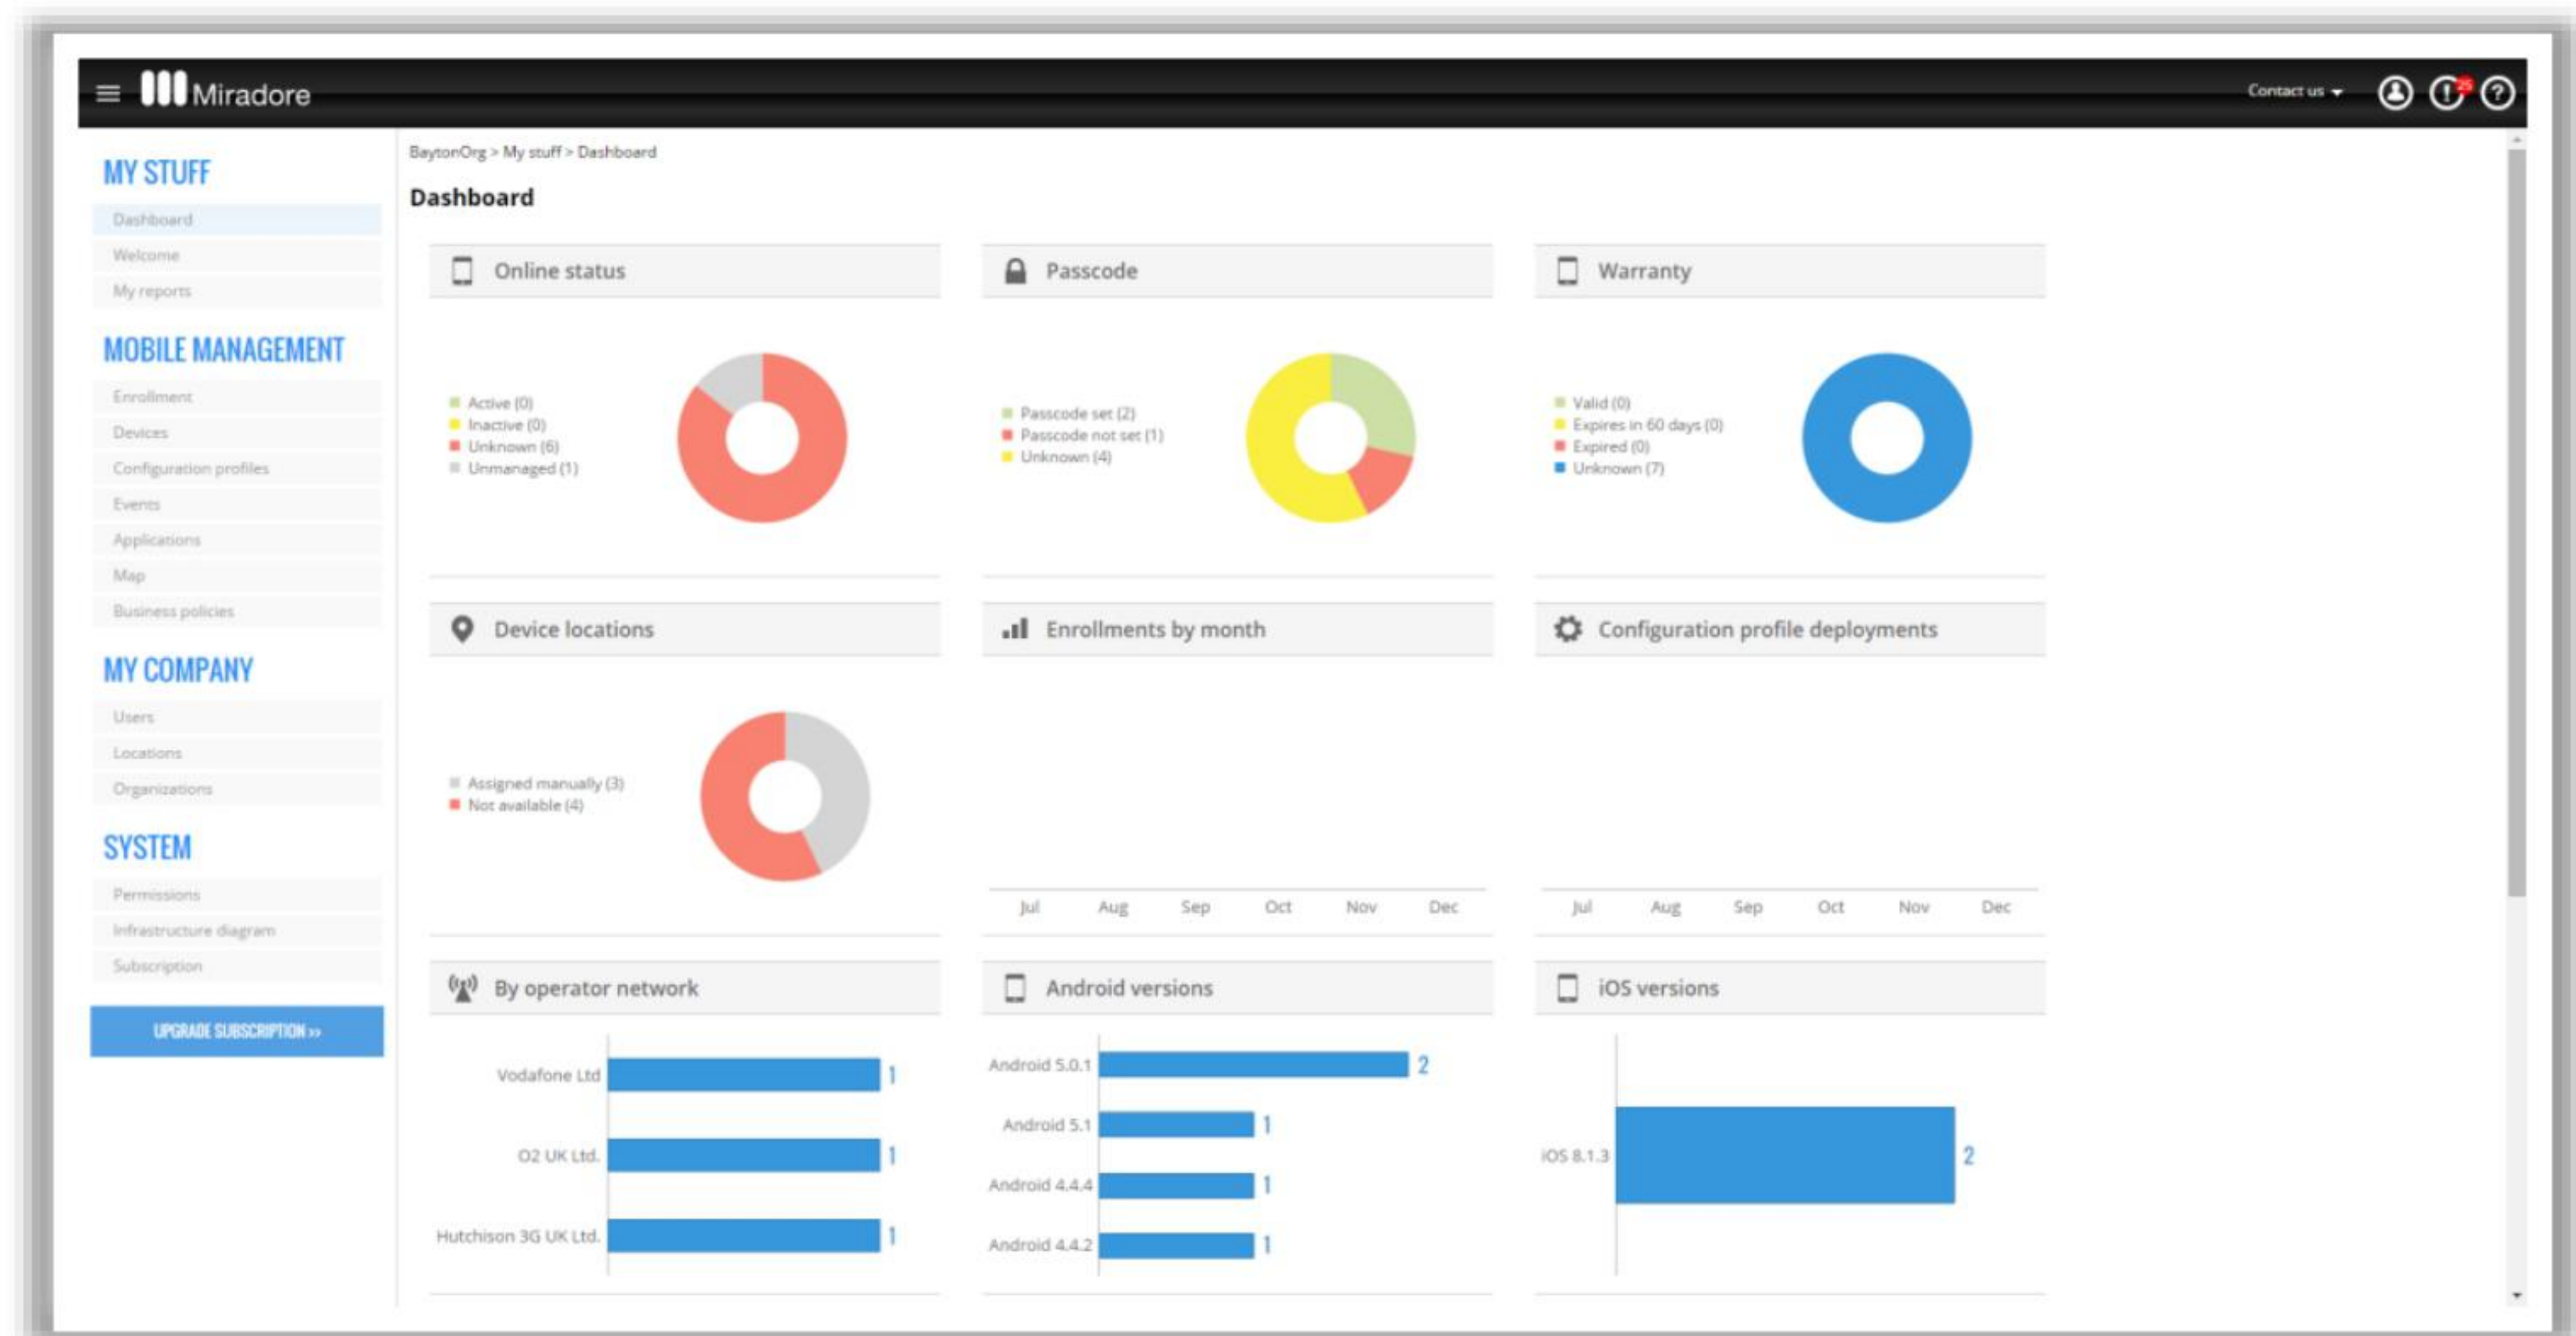 Miradore
Contact us
25
MY STUFF
Dashboard
Welcome
My reports
MOBILE MANAGEMENT
Enrollment
Devices
Configuration profiles
Events
Applications
Map
Business policies
MY COMPANY
Users
Locations
Organizations
SYSTEM
Permissions
Infrastructure diagram
Subscription
UPGRADE SUBSCRIPTION >>
BaytonOrg > My stuff > Dashboard
Dashboard
Online status
Active (0)
Inactive (0)
Unknown (6)
Unmanaged (1)
Passcode
Passcode set (2)
Passcode not set (1)
Unknown (4)
Warranty
Valid (0)
Expires in 60 days (0)
Expired (0)
Unknown (7)
Device locations
Assigned manually (3)
Not available (4)
Enrollments by month
Jul Aug Sep Oct Nov Dec
Configuration profile deployments
Jul Aug Sep Oct Nov Dec
By operator network
Vodafone Ltd 1
O2 UK Ltd. 1
Hutchison 3G UK Ltd. 1
Android versions
Android 5.0.1 2
Android 5.1 1
Android 4.4.4 1
Android 4.4.2 1
iOS versions
iOS 8.1.3 2